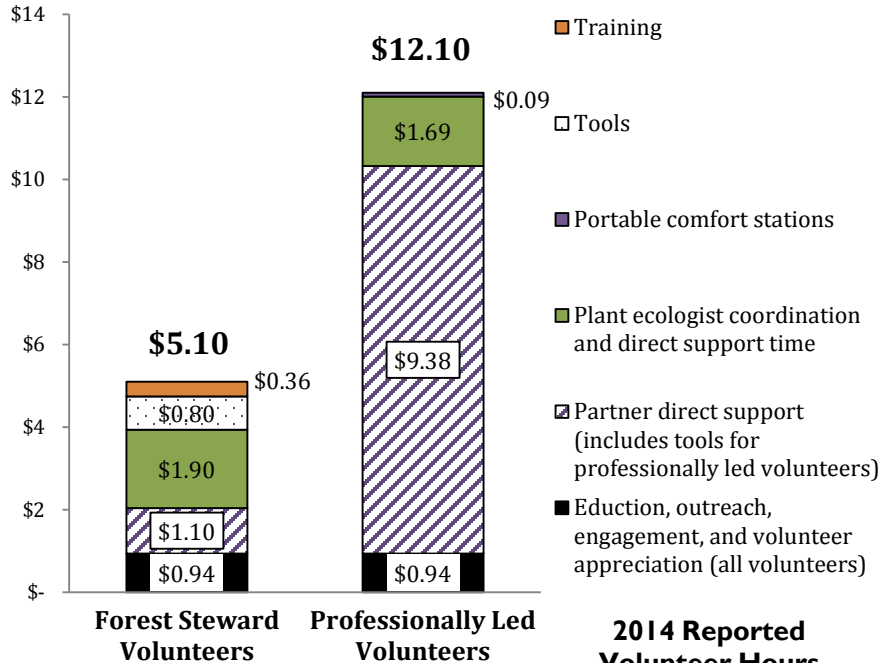 $14
$12
$10
$8
$6
$4
$2
$-
$5.10
$0.36
$0.80
$1.90
$1.10
$0.94
$12.10
$0.09
$1.69
$9.38
$0.94
Forest Steward
Volunteers
Professionally Led
Volunteers
Training
Tools
Portable comfort stations
Plant ecologist coordination
and direct support time
Partner direct support
(includes tools for
professionally led volunteers)
Eduction, outreach,
engagement, and volunteer
appreciation (all volunteers)
2014 Reported
Volunteer Hours